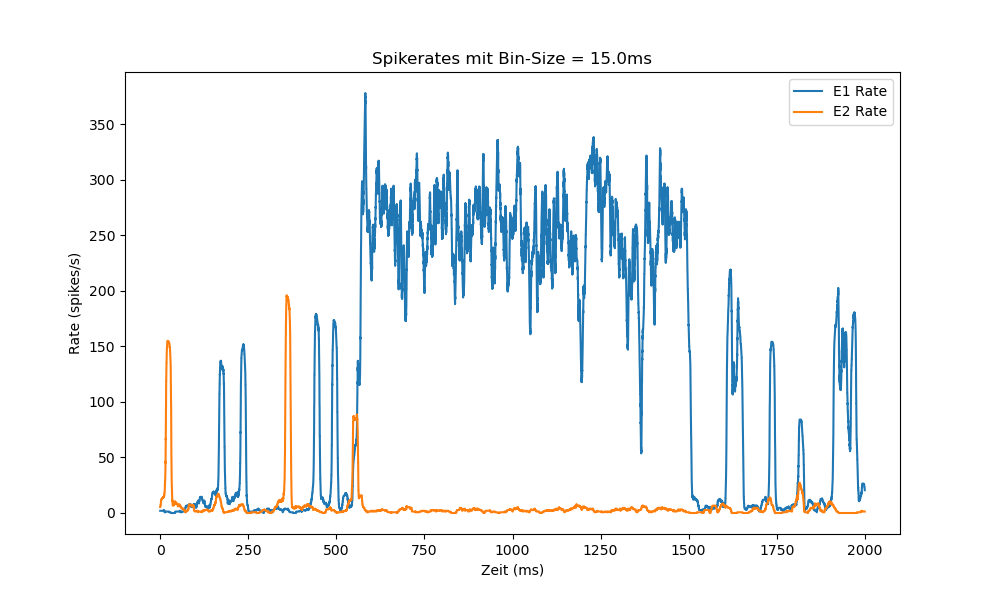 Spikerates mit Bin-Size = 15.0ms
E1 Rate
E2 Rate
350
300
250
200
150
100
50
0
Rate (spikes/s)
0 250 500 750 1000 1250 1500 1750 2000
Zeit (ms)